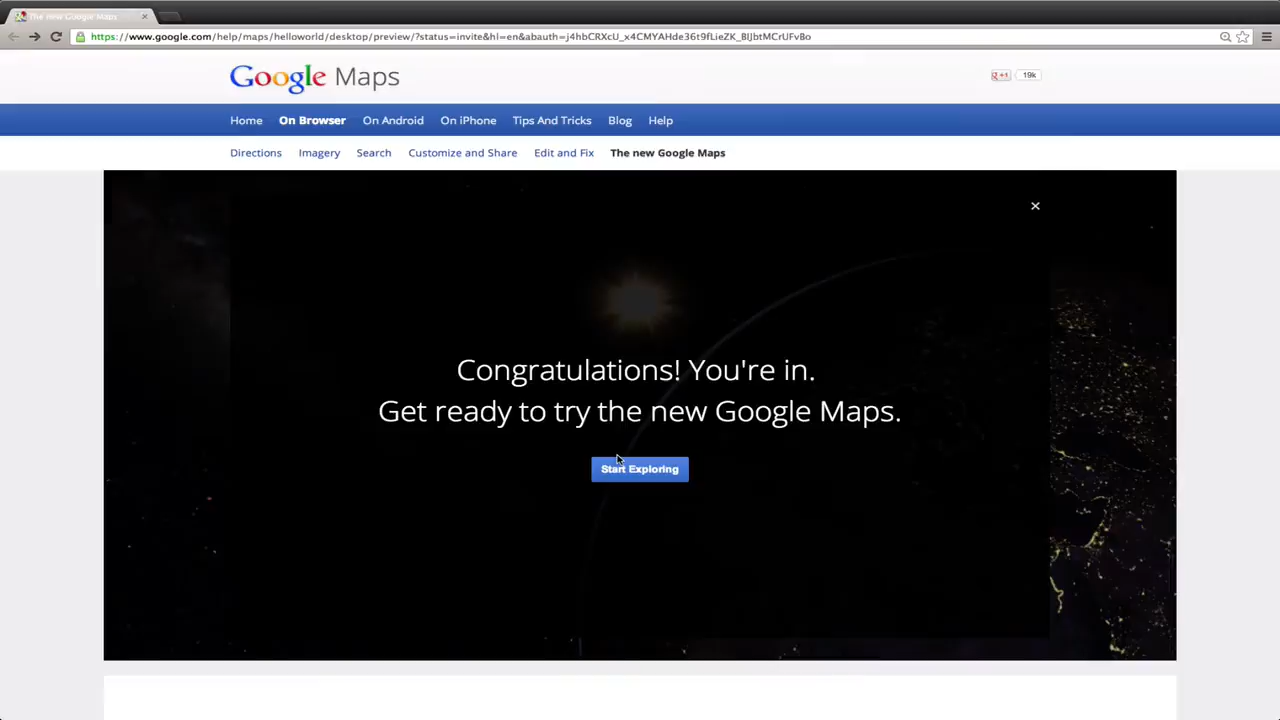 The new Google Maps
https://www.google.com/help/maps/helloworld/desktop/preview/?status=invite&hl=en&abauth=j4hbCRXcU_x4CMYAHde36t9fLieZK_BIJbtMCrUFvBo
Google Maps
+1 19k
Home On Browser On Android On iPhone Tips And Tricks Blog Help
Directions Imagery Search Customize and Share Edit and Fix The new Google Maps
Congratulations! You're in.
Get ready to try the new Google Maps.
Start Exploring